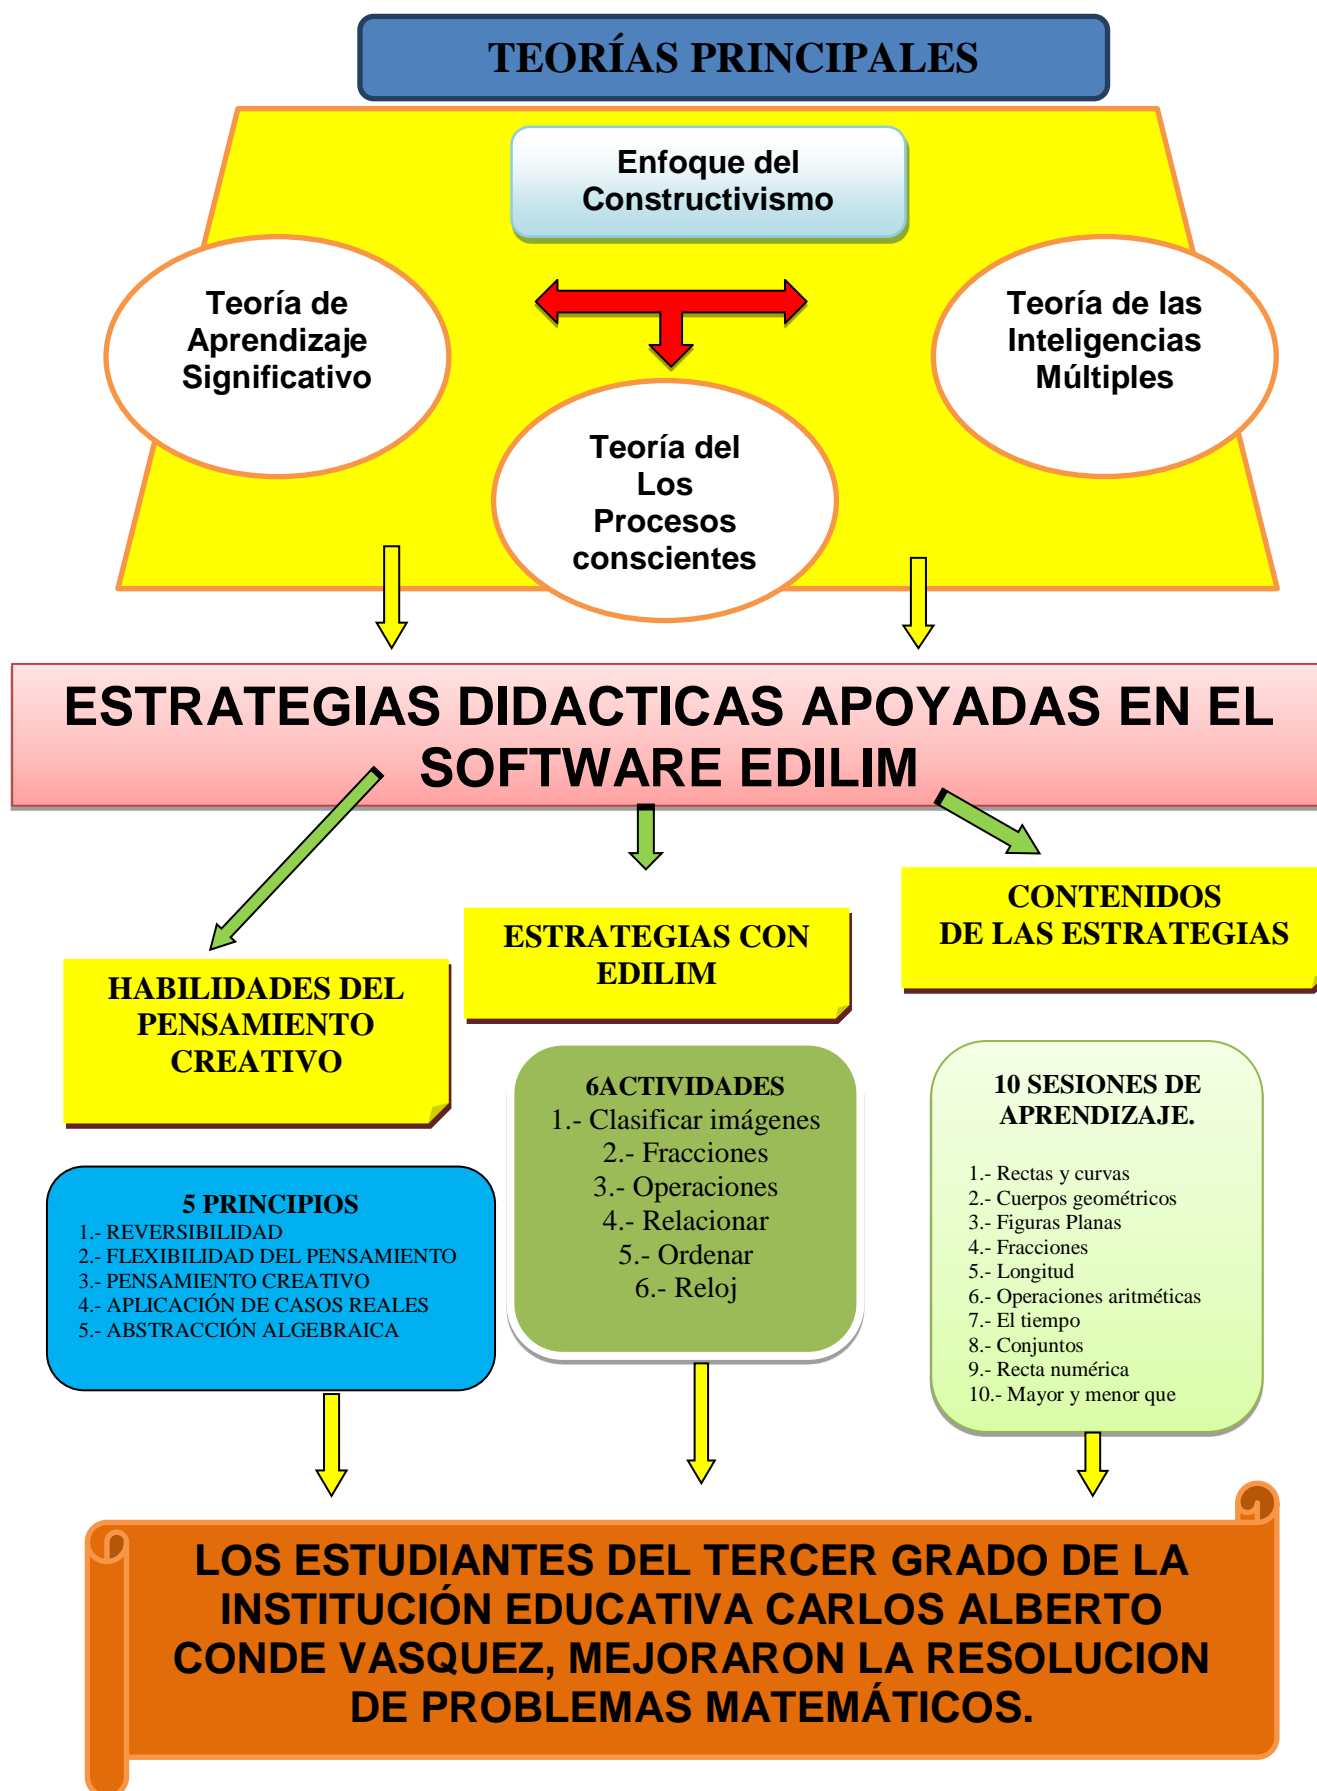 TEORÍAS PRINCIPALES
Enfoque del
Constructivismo
Teoría de
Aprendizaje
Significativo
Teoría de las
Inteligencias
Múltiples
Teoría del
Los
Procesos
conscientes
ESTRATEGIAS DIDACTICAS APOYADAS EN EL
SOFTWARE EDILIM
HABILIDADES DEL
PENSAMIENTO
CREATIVO
ESTRATEGIAS CON
EDILIM
CONTENIDOS
DE LAS ESTRATEGIAS
5 PRINCIPIOS
1.- REVERSIBILIDAD
2.- FLEXIBILIDAD DEL PENSAMIENTO
3.- PENSAMIENTO CREATIVO
4.- APLICACIÓN DE CASOS REALES
5.- ABSTRACCIÓN ALGEBRAICA
6ACTIVIDADES
1.- Clasificar imágenes
2.- Fracciones
3.- Operaciones
4.- Relacionar
5.- Ordenar
6.- Reloj
10 SESIONES DE
APRENDIZAJE.
1.- Rectas y curvas
2.- Cuerpos geométricos
3.- Figuras Planas
4.- Fracciones
5.- Longitud
6.- Operaciones aritméticas
7.- El tiempo
8.- Conjuntos
9.- Recta numérica
10.- Mayor y menor que
LOS ESTUDIANTES DEL TERCER GRADO DE LA
INSTITUCIÓN EDUCATIVA CARLOS ALBERTO
CONDE VASQUEZ, MEJORARON LA RESOLUCION
DE PROBLEMAS MATEMÁTICOS.